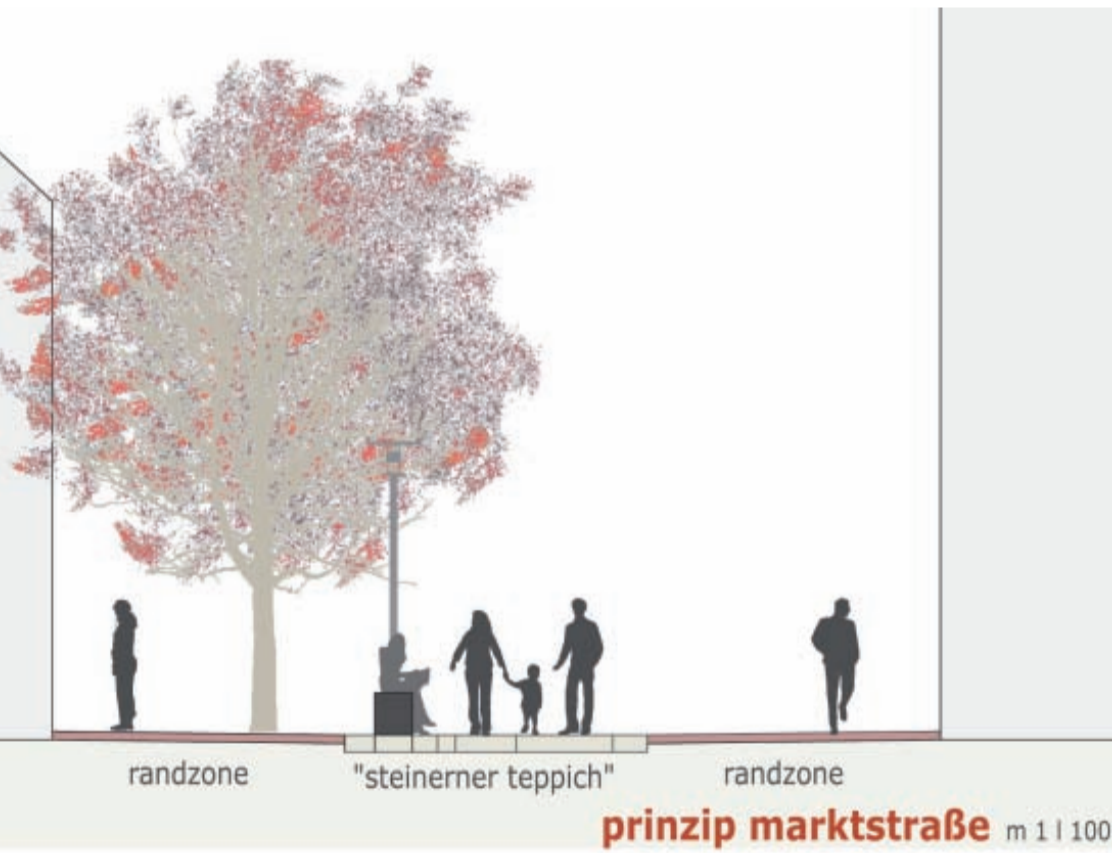 randzone
"steinerner teppich"
randzone
prinzip marktstraße m 1 l 100